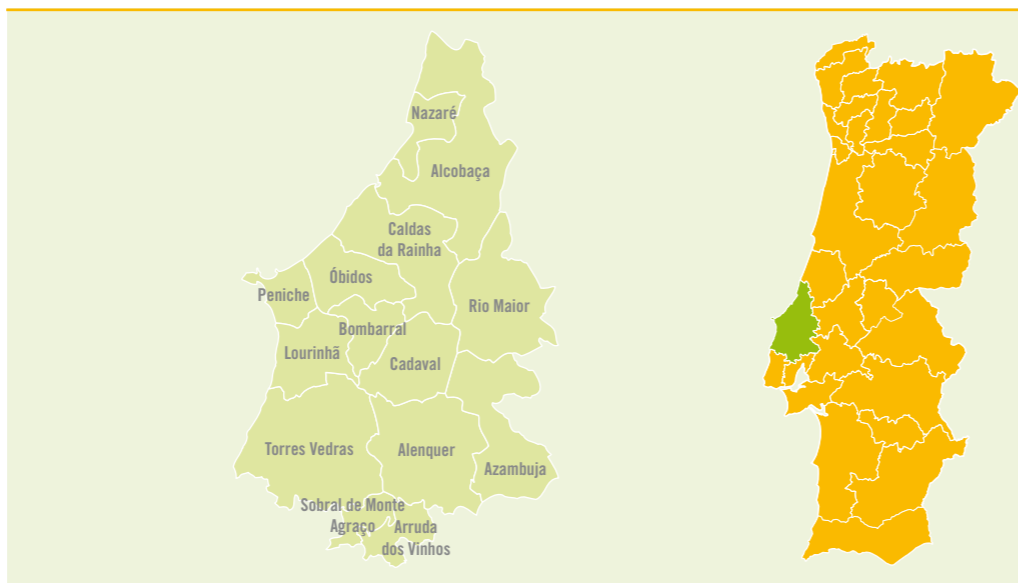 Nazaré
Alcobaça
Caldas
da Rainha
Óbidos
Peniche
Rio Maior
Bombarral
Lourinhã
Cadaval
Torres Vedras
Alenquer
Azambuja
Sobral de Monte
Agraço
Arruda
dos Vinhos